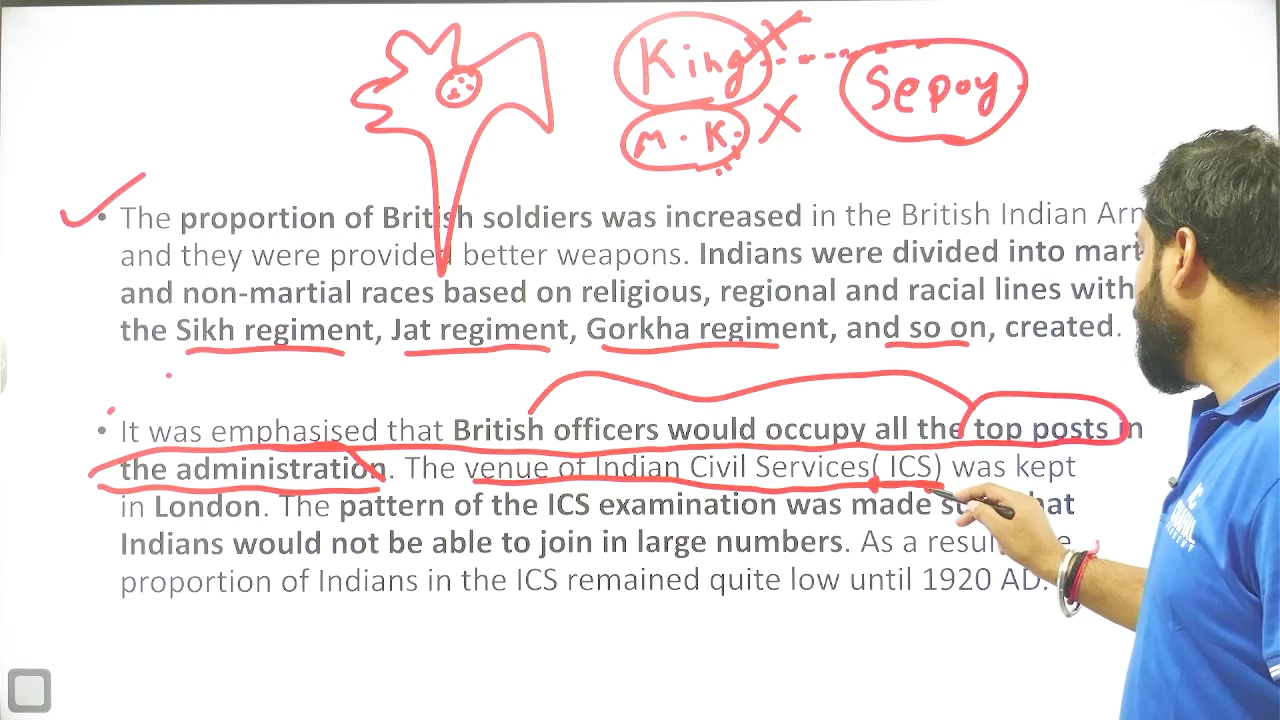 King
Sepoy
M. K.
• The proportion of British soldiers was increased in the British Indian
and they were provided better weapons. Indians were divided into
and non-martial races based on religious, regional and racial lines with
the Sikh regiment, Jat regiment, Gorkha regiment, and so on, created.
• It was emphasised that British officers would occupy all the top posts in
the administration. The venue of Indian Civil Services( ICS) was kept
in London. The pattern of the ICS examination was made
Indians would not be able to join in large numbers. As a
proportion of Indians in the ICS remained quite low until 1920 AD.